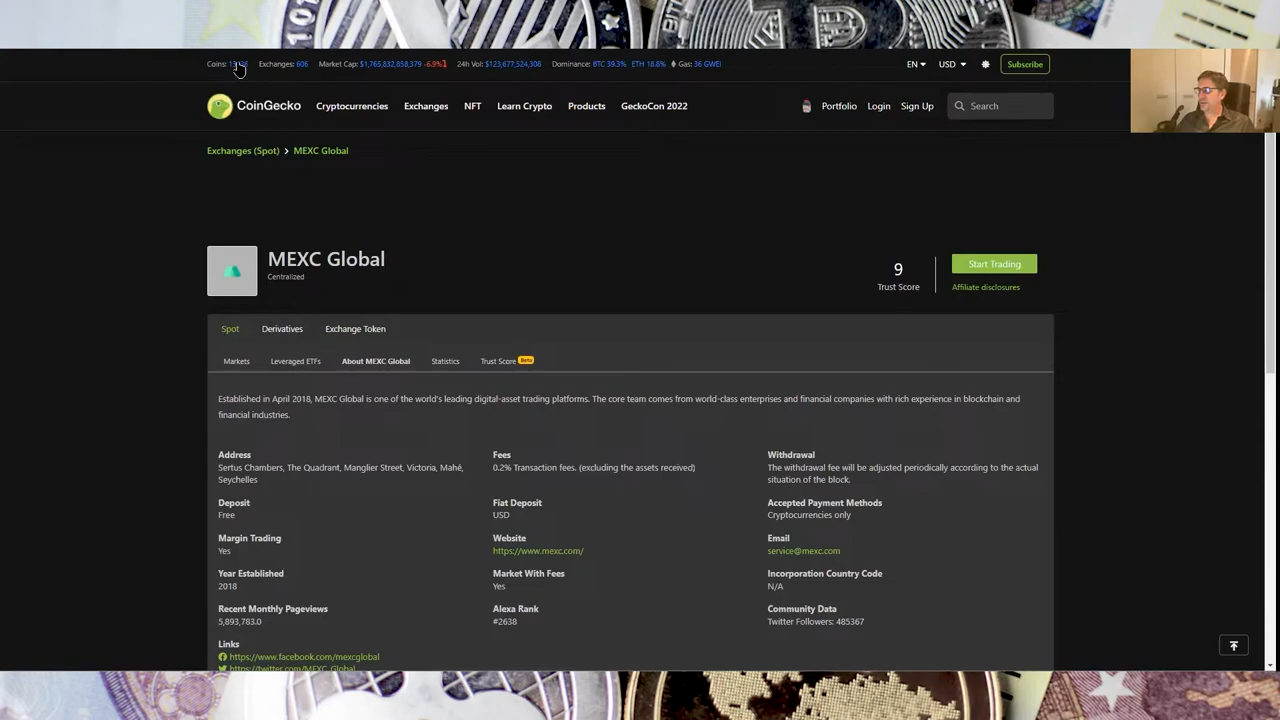 Coins: Exchanges: 606 Market Cap: $1,765,832,858,379 -6.9% 24h Vol: $123,677,524,308 Dominance: BTC 39.3% ETH 18.8% Gas: 36 GWEI EN USD Subscribe
CoinGecko Cryptocurrencies Exchanges NFT Learn Crypto Products GeckoCon 2022 Portfolio Login Sign Up Search
Exchanges (Spot) MEXC Global
MEXC Global
Centralized
9
Trust Score
Start Trading
Affiliate disclosures
Spot Derivatives Exchange Token
Markets Leveraged ETFs About MEXC Global Statistics Trust Score Beta
Established in April 2018, MEXC Global is one of the world's leading digital-asset trading platforms. The core team comes from world-class enterprises and financial companies with rich experience in blockchain and
financial industries.
Address
Sertus Chambers, The Quadrant, Manglier Street, Victoria, Mahé,
Seychelles
Fees
0.2% Transaction fees. (excluding the assets received)
Withdrawal
The withdrawal fee will be adjusted periodically according to the actual
situation of the block.
Deposit
Free
Fiat Deposit
USD
Accepted Payment Methods
Cryptocurrencies only
Margin Trading
Yes
Website
https://www.mexc.com/
Email
service@mexc.com
Year Established
2018
Market With Fees
Yes
Incorporation Country Code
N/A
Recent Monthly Pageviews
5,893,783.0
Alexa Rank
#2638
Community Data
Twitter Followers: 485367
Links
https://www.facebook.com/mexcglobal
https://twitter.com/MEXC_Global